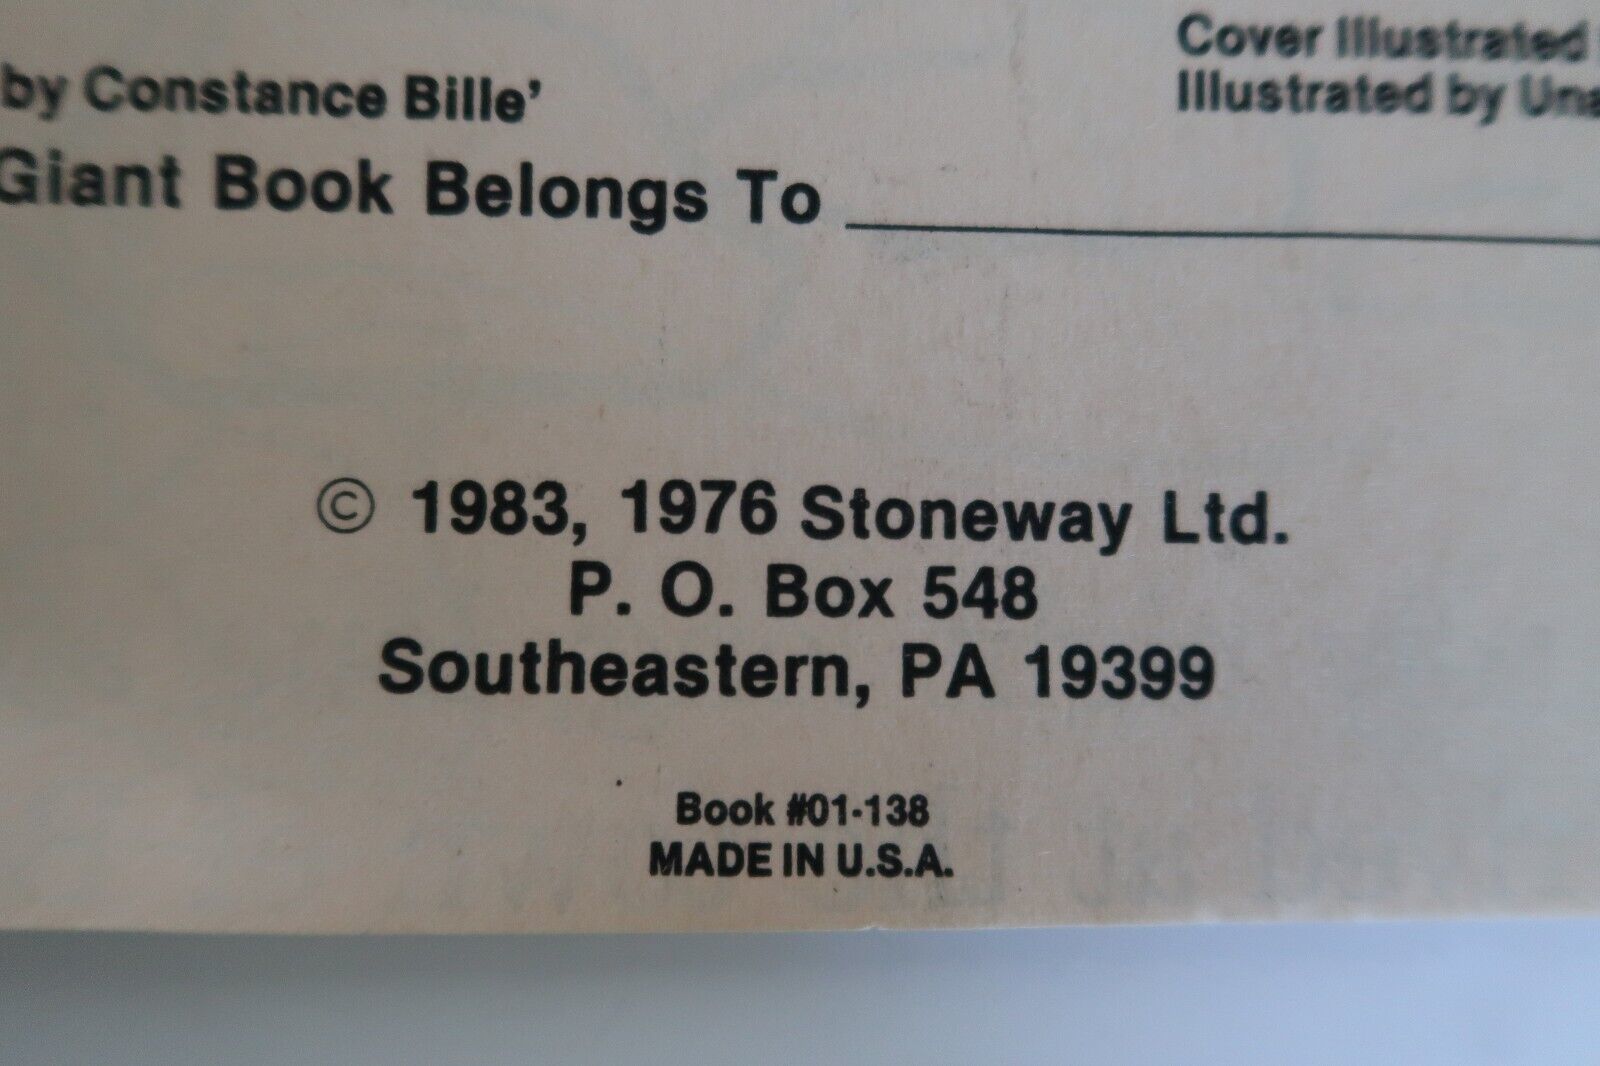 Cover Illustrated
by Constance Bille'
Illustrated by Una
Giant Book Belongs To
© 1983, 1976 Stoneway Ltd.
P. O. Box 548
Southeastern, PA 19399
Book #01-138
MADE IN U.S.A.